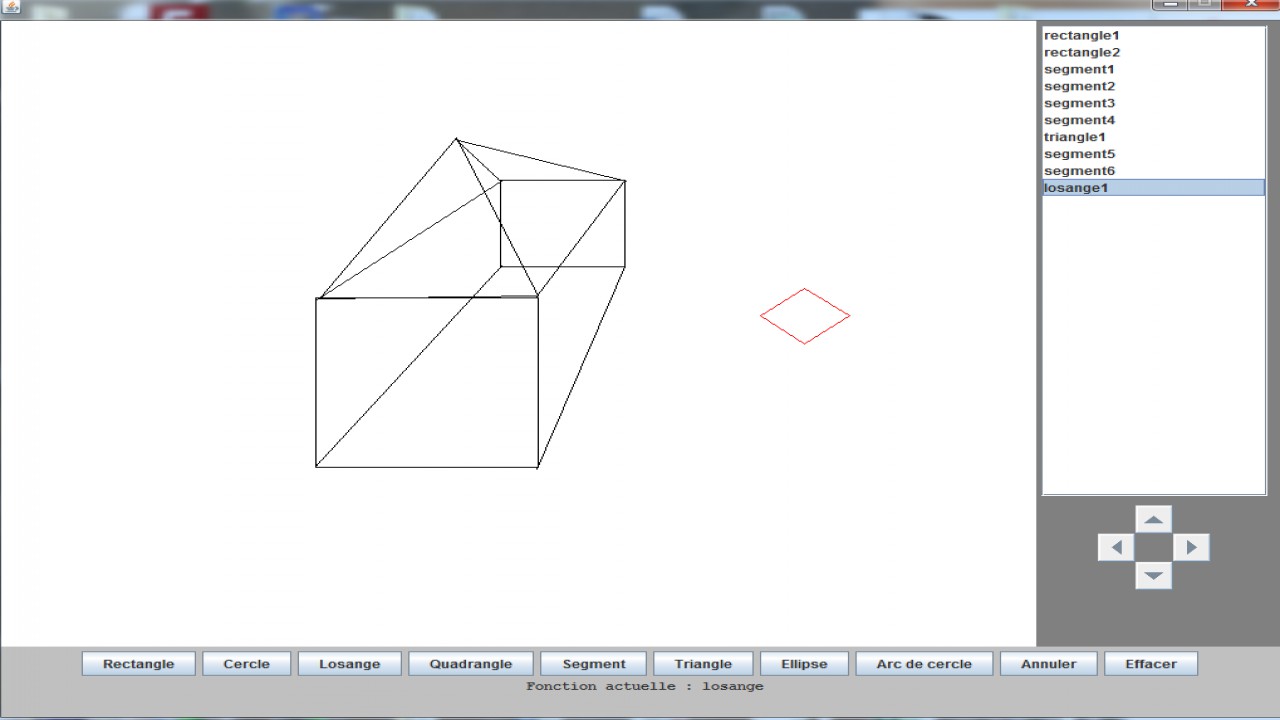 rectangle1
rectangle2
segment1
segment2
segment3
segment4
triangle1
segment5
segment6
losange1
Rectangle Cercle Losange Quadrangle Segment Triangle Ellipse Arc de cercle Annuler Effacer
Fonction actuelle : losange